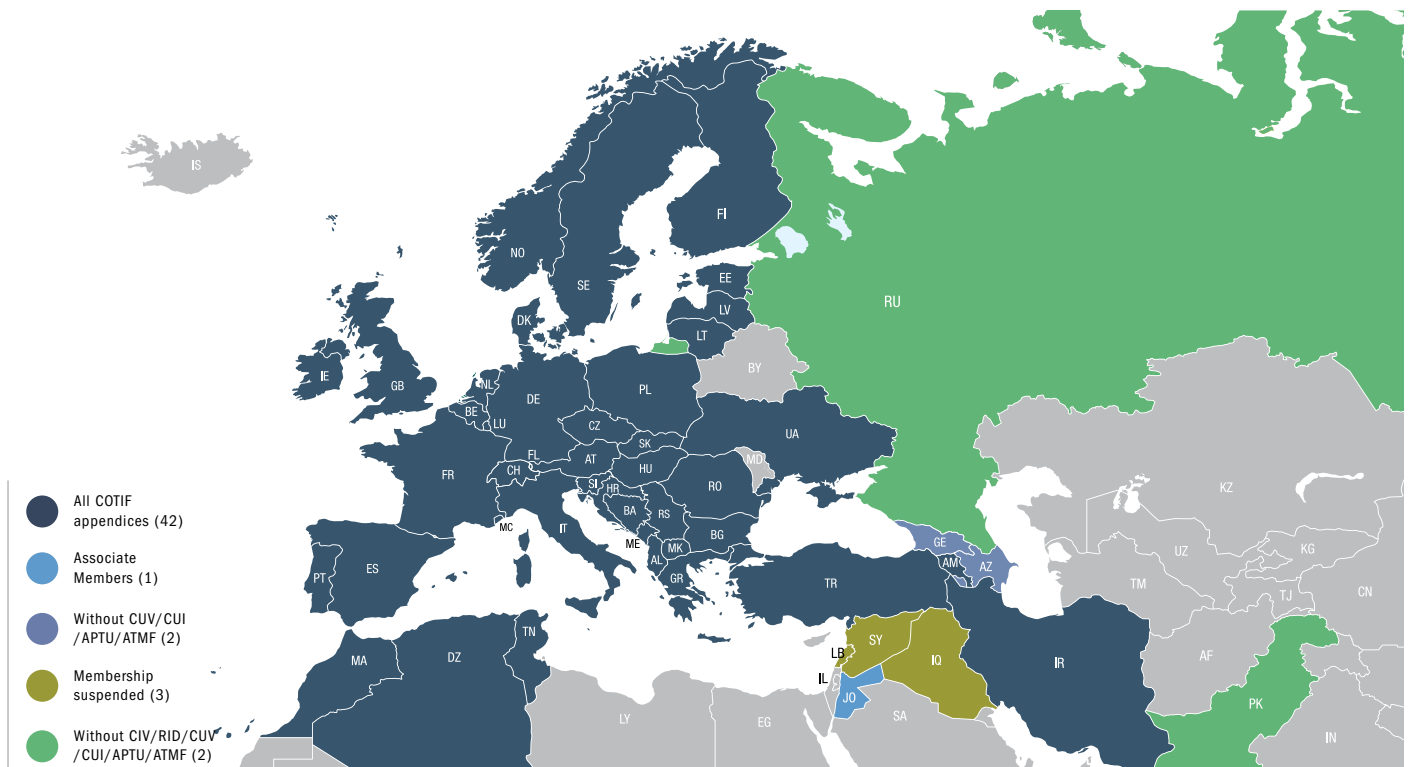 IS
FI
NO
SE
EE
RU
LV
DK
LT
BY
IE
GB
NL
DE
PL
BE
LU
CZ
UA
SK
FL
AT
MD
CH
HU
FR
SI
HR
RO
KZ
BA
RS
MC
IT
BG
ME
MK
GE
UZ
KG
AL
AM
AZ
PT
ES
GR
TR
TM
TJ
CN
TN
SY
LB
MA
DZ
IQ
IR
AF
IL
JO
PK
LY
EG
SA
IN
All COTIF
appendices (42)
Associate
Members (1)
Without CUV/CUI
/APTU/ATMF (2)
Membership
suspended (3)
Without CIV/RID/CUV
/CUI/APTU/ATMF (2)